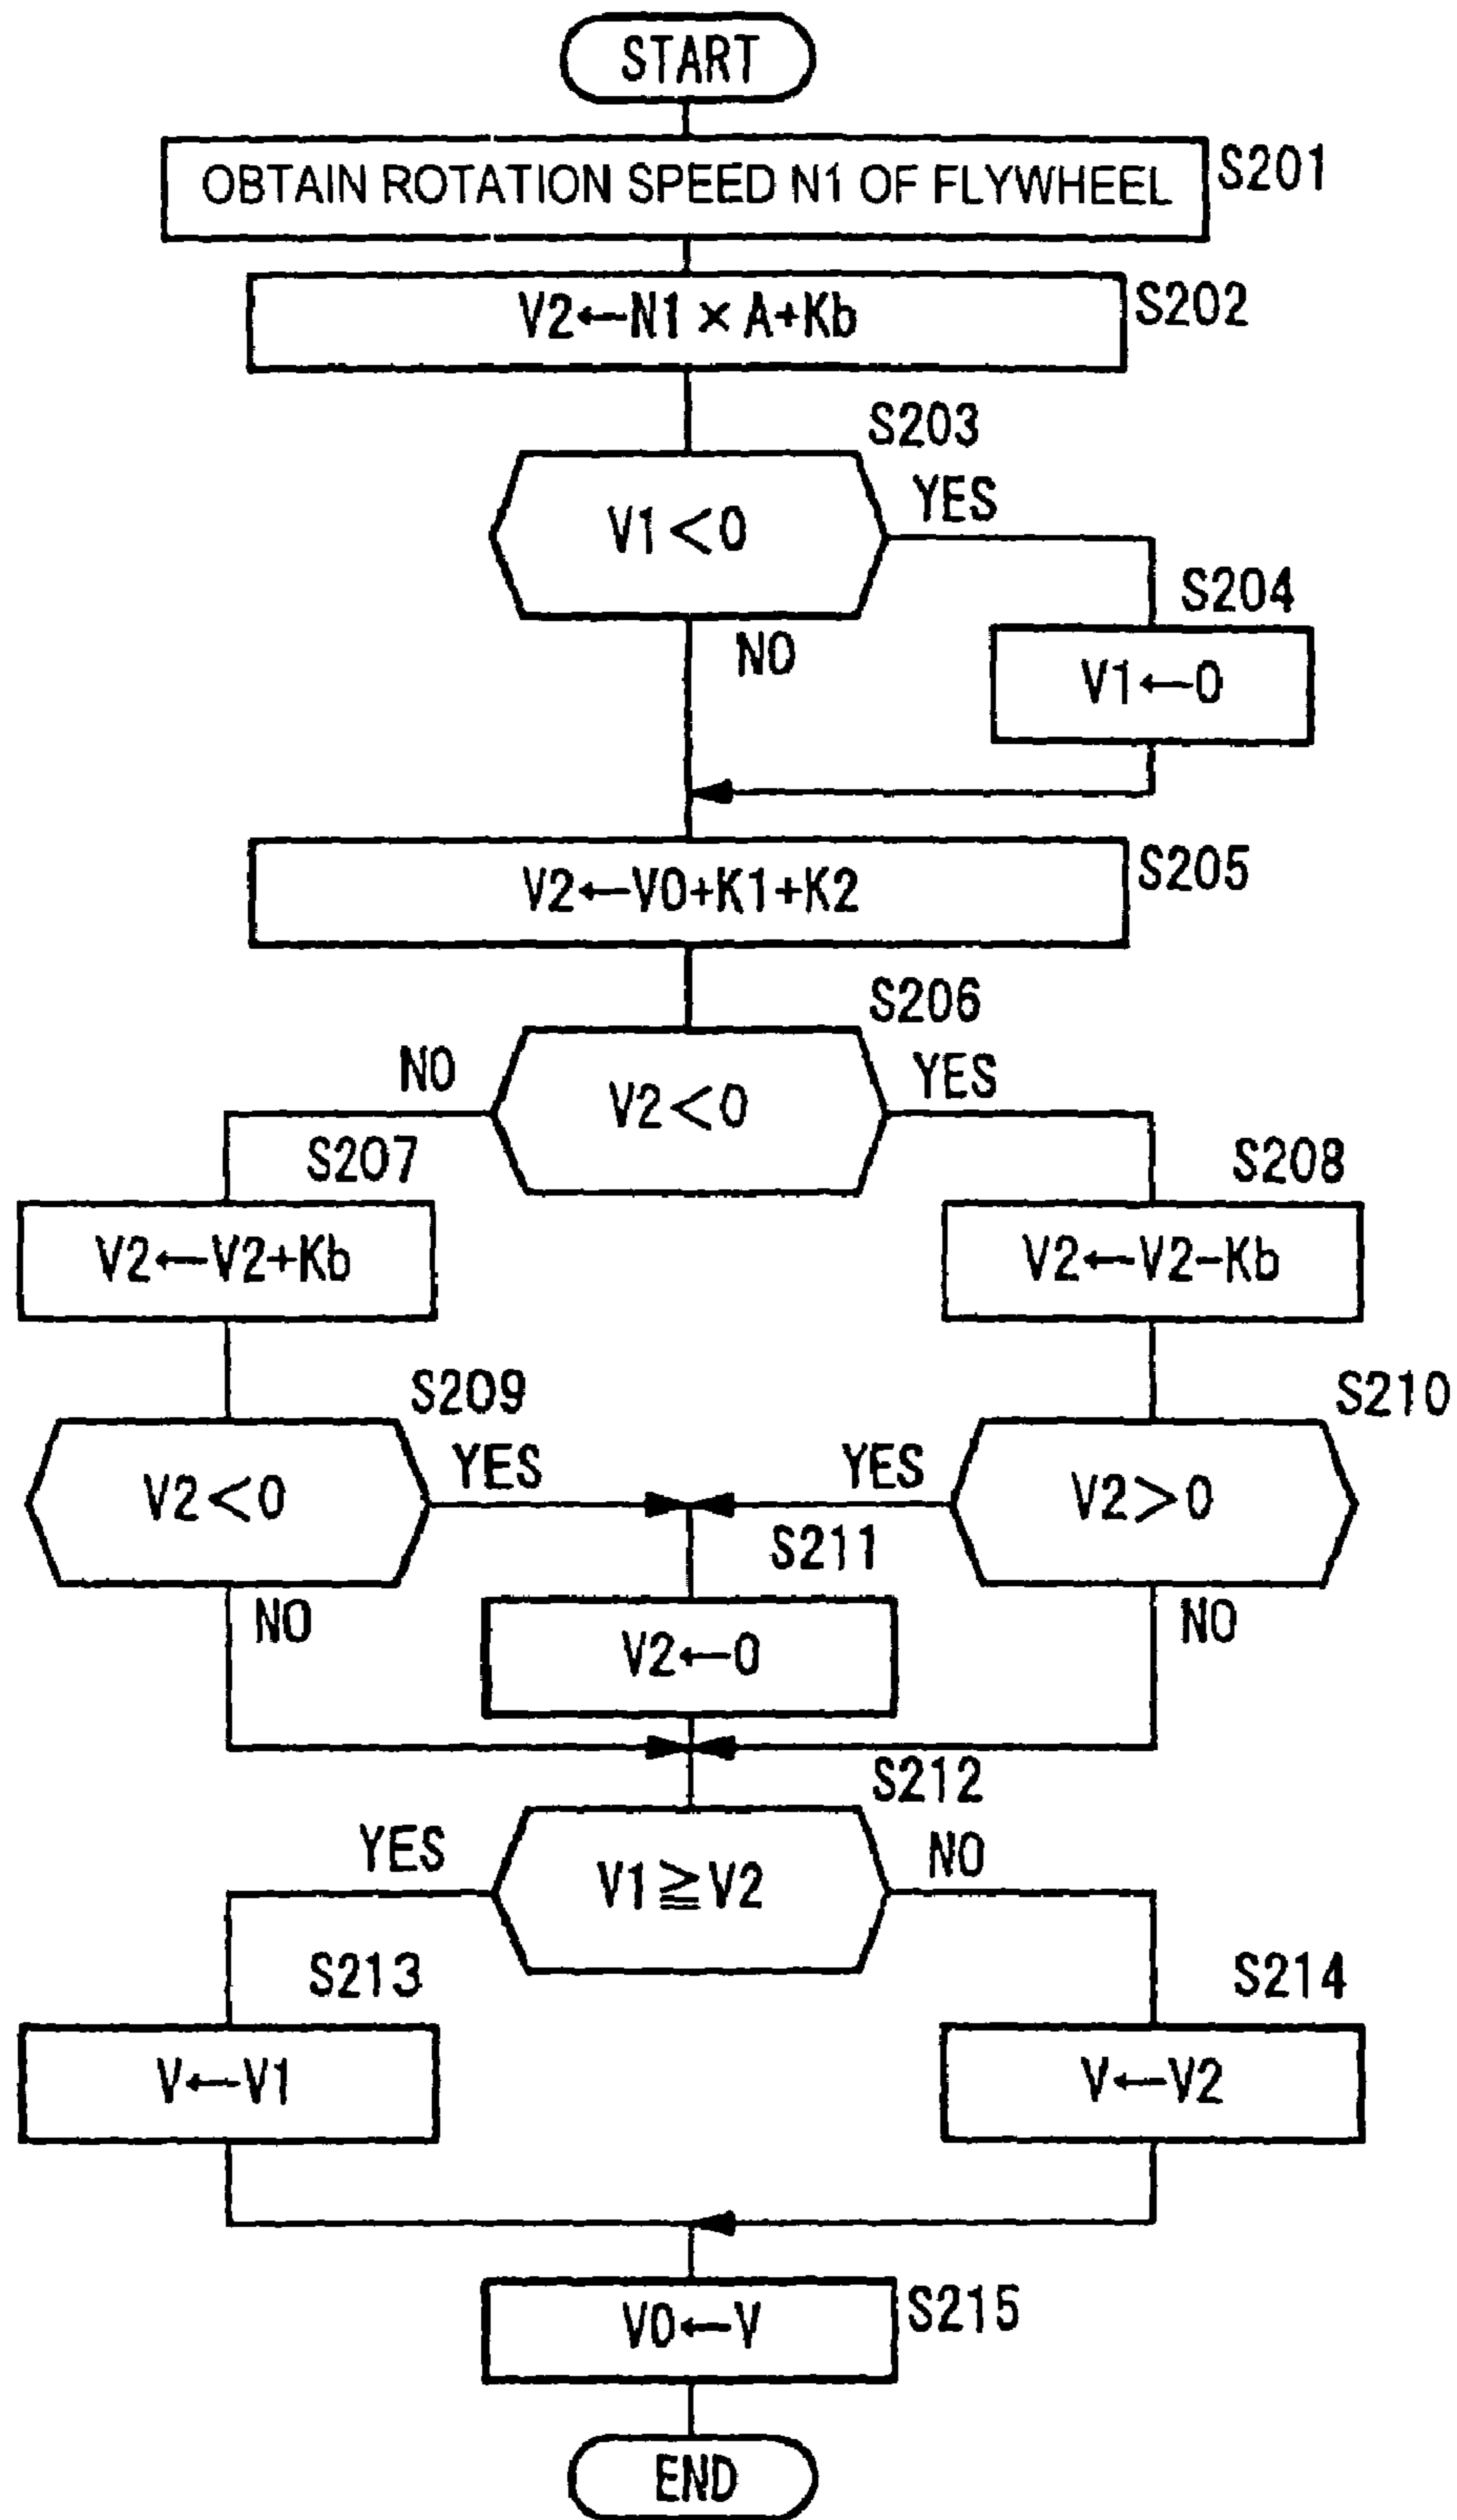 START
OBTAIN ROTATION SPEED N1 OF FLYWHEEL
S201
V2←N1×A+Kb
S202
S203
V1<0
YES
NO
S204
V1←0
V2←V0+K1+K2
S205
S206
V2<0
NO
YES
S207
V2←V2+Kb
S208
V2←V2-Kb
S209
V2<0
YES
NO
S210
V2>0
YES
NO
S211
V2←0
S212
V1≧V2
YES
NO
S213
V←V1
S214
V←V2
V0←V
S215
END